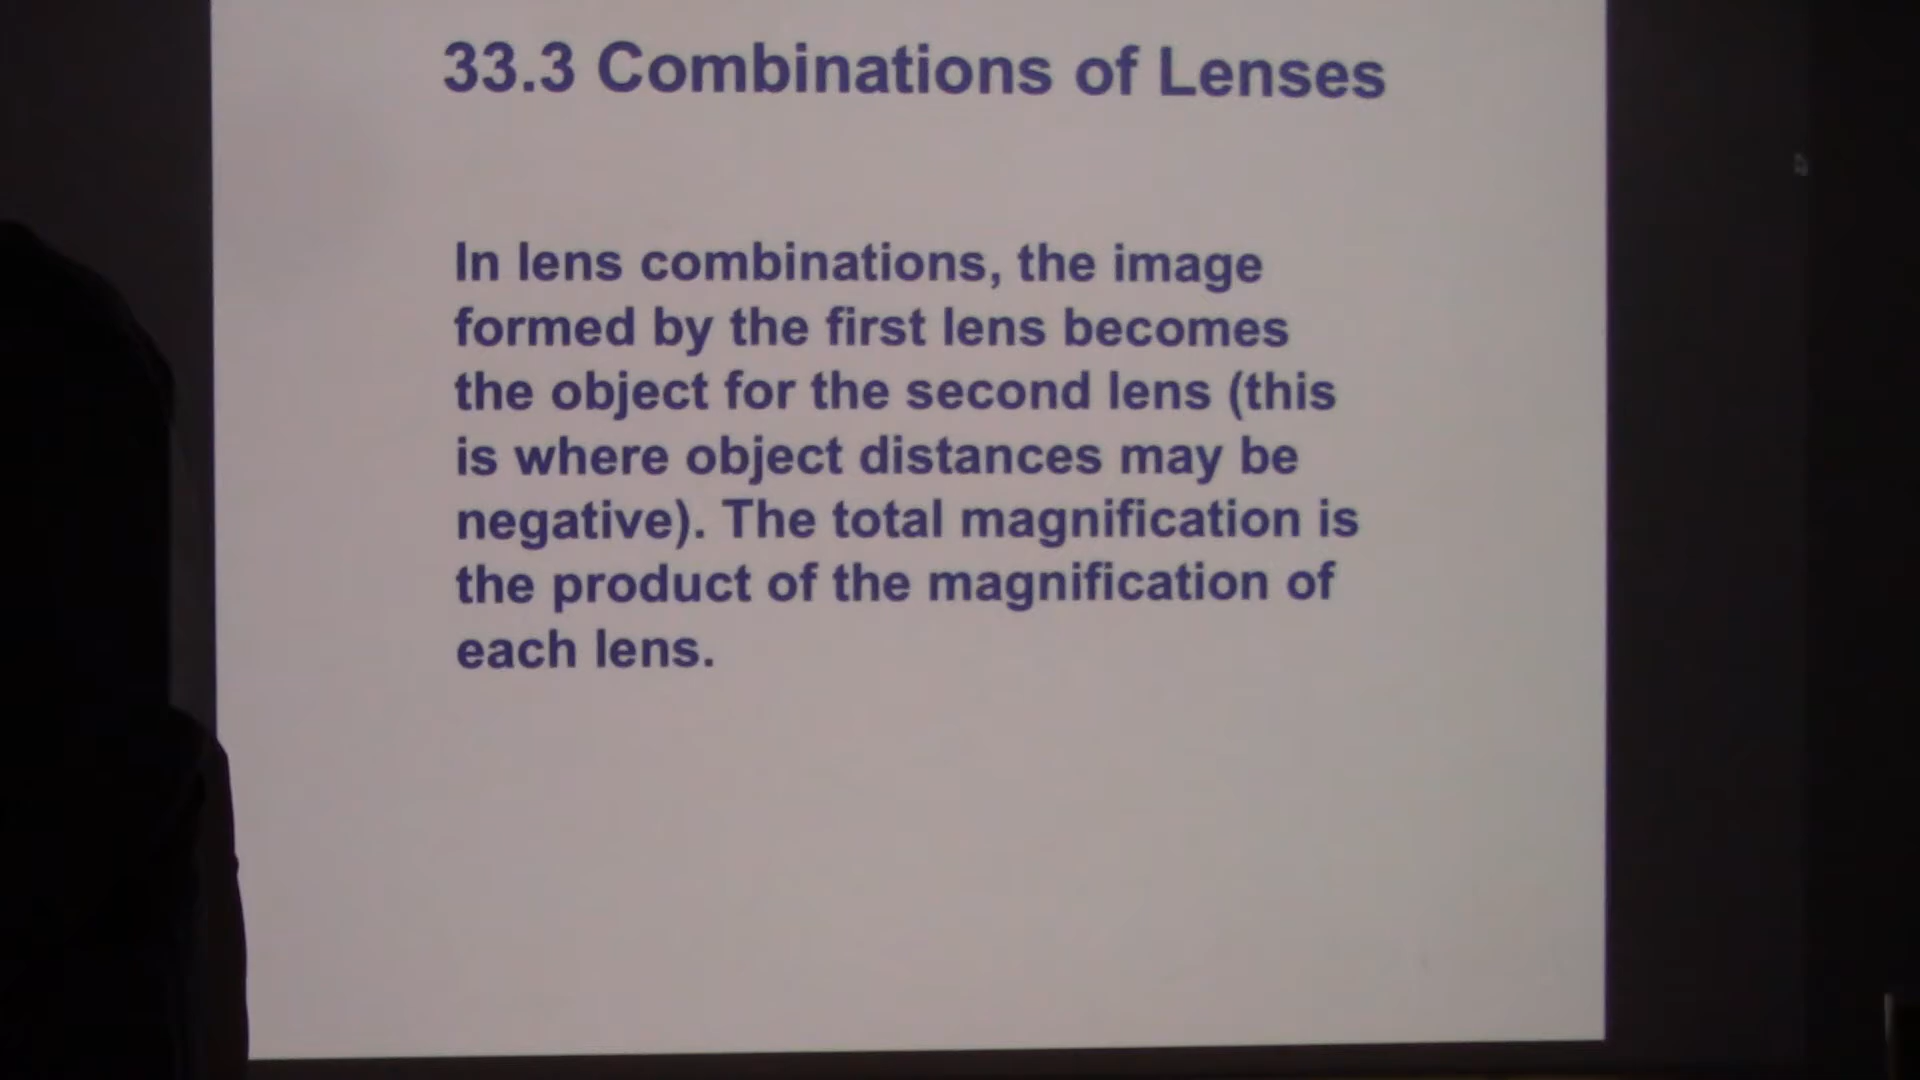 33.3 Combinations of Lenses
In lens combinations, the image
formed by the first lens becomes
the object for the second lens (this
is where object distances may be
negative). The total magnification is
the product of the magnification of
each lens.